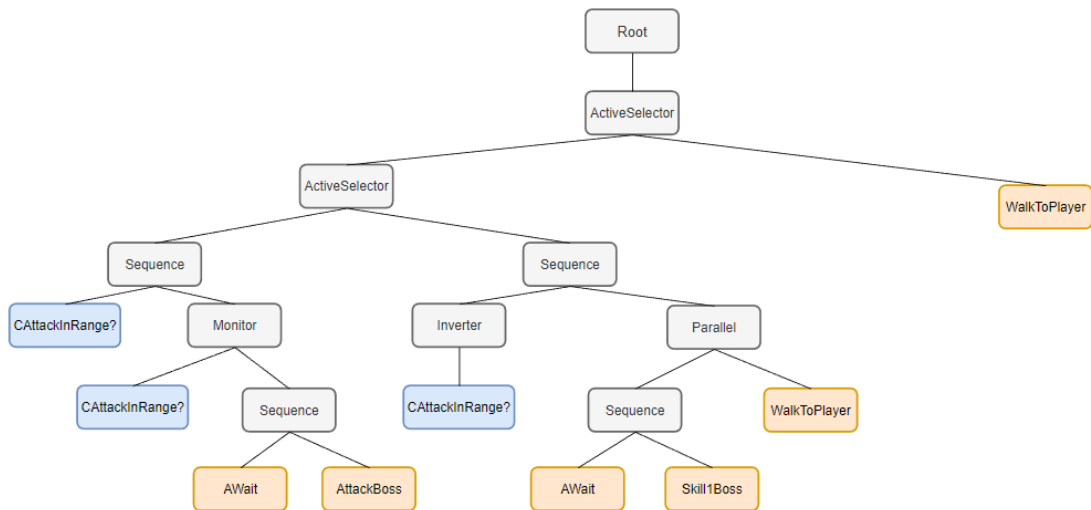 Root
ActiveSelector
ActiveSelector
WalkToPlayer
Sequence
Sequence
CAttackInRange?
Monitor
Inverter
Parallel
CAttackInRange?
Sequence
CAttackInRange?
Sequence
WalkToPlayer
AWait
AttackBoss
AWait
Skill1Boss